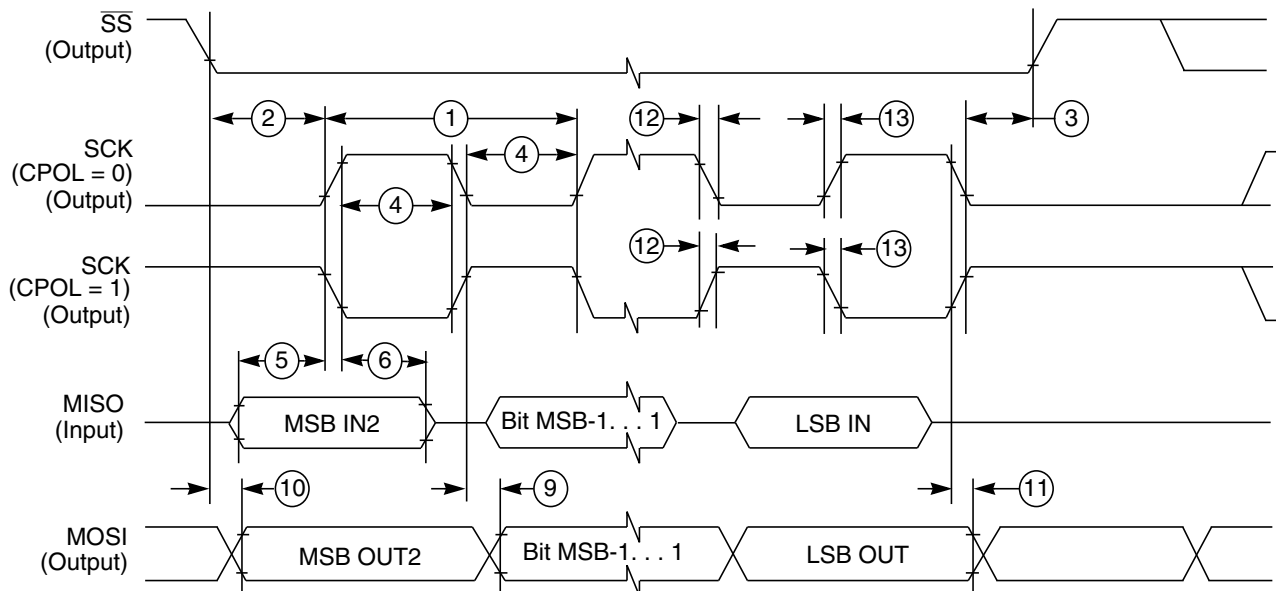 SS
(Output)
2
1
12
13
3
SCK
(CPOL = 0)
(Output)
4
4
12
13
SCK
(CPOL = 1)
(Output)
5
6
MISO
(Input)
MSB IN2
Bit MSB-1. . . 1
LSB IN
10
9
11
MOSI
(Output)
MSB OUT2
Bit MSB-1. . . 1
LSB OUT